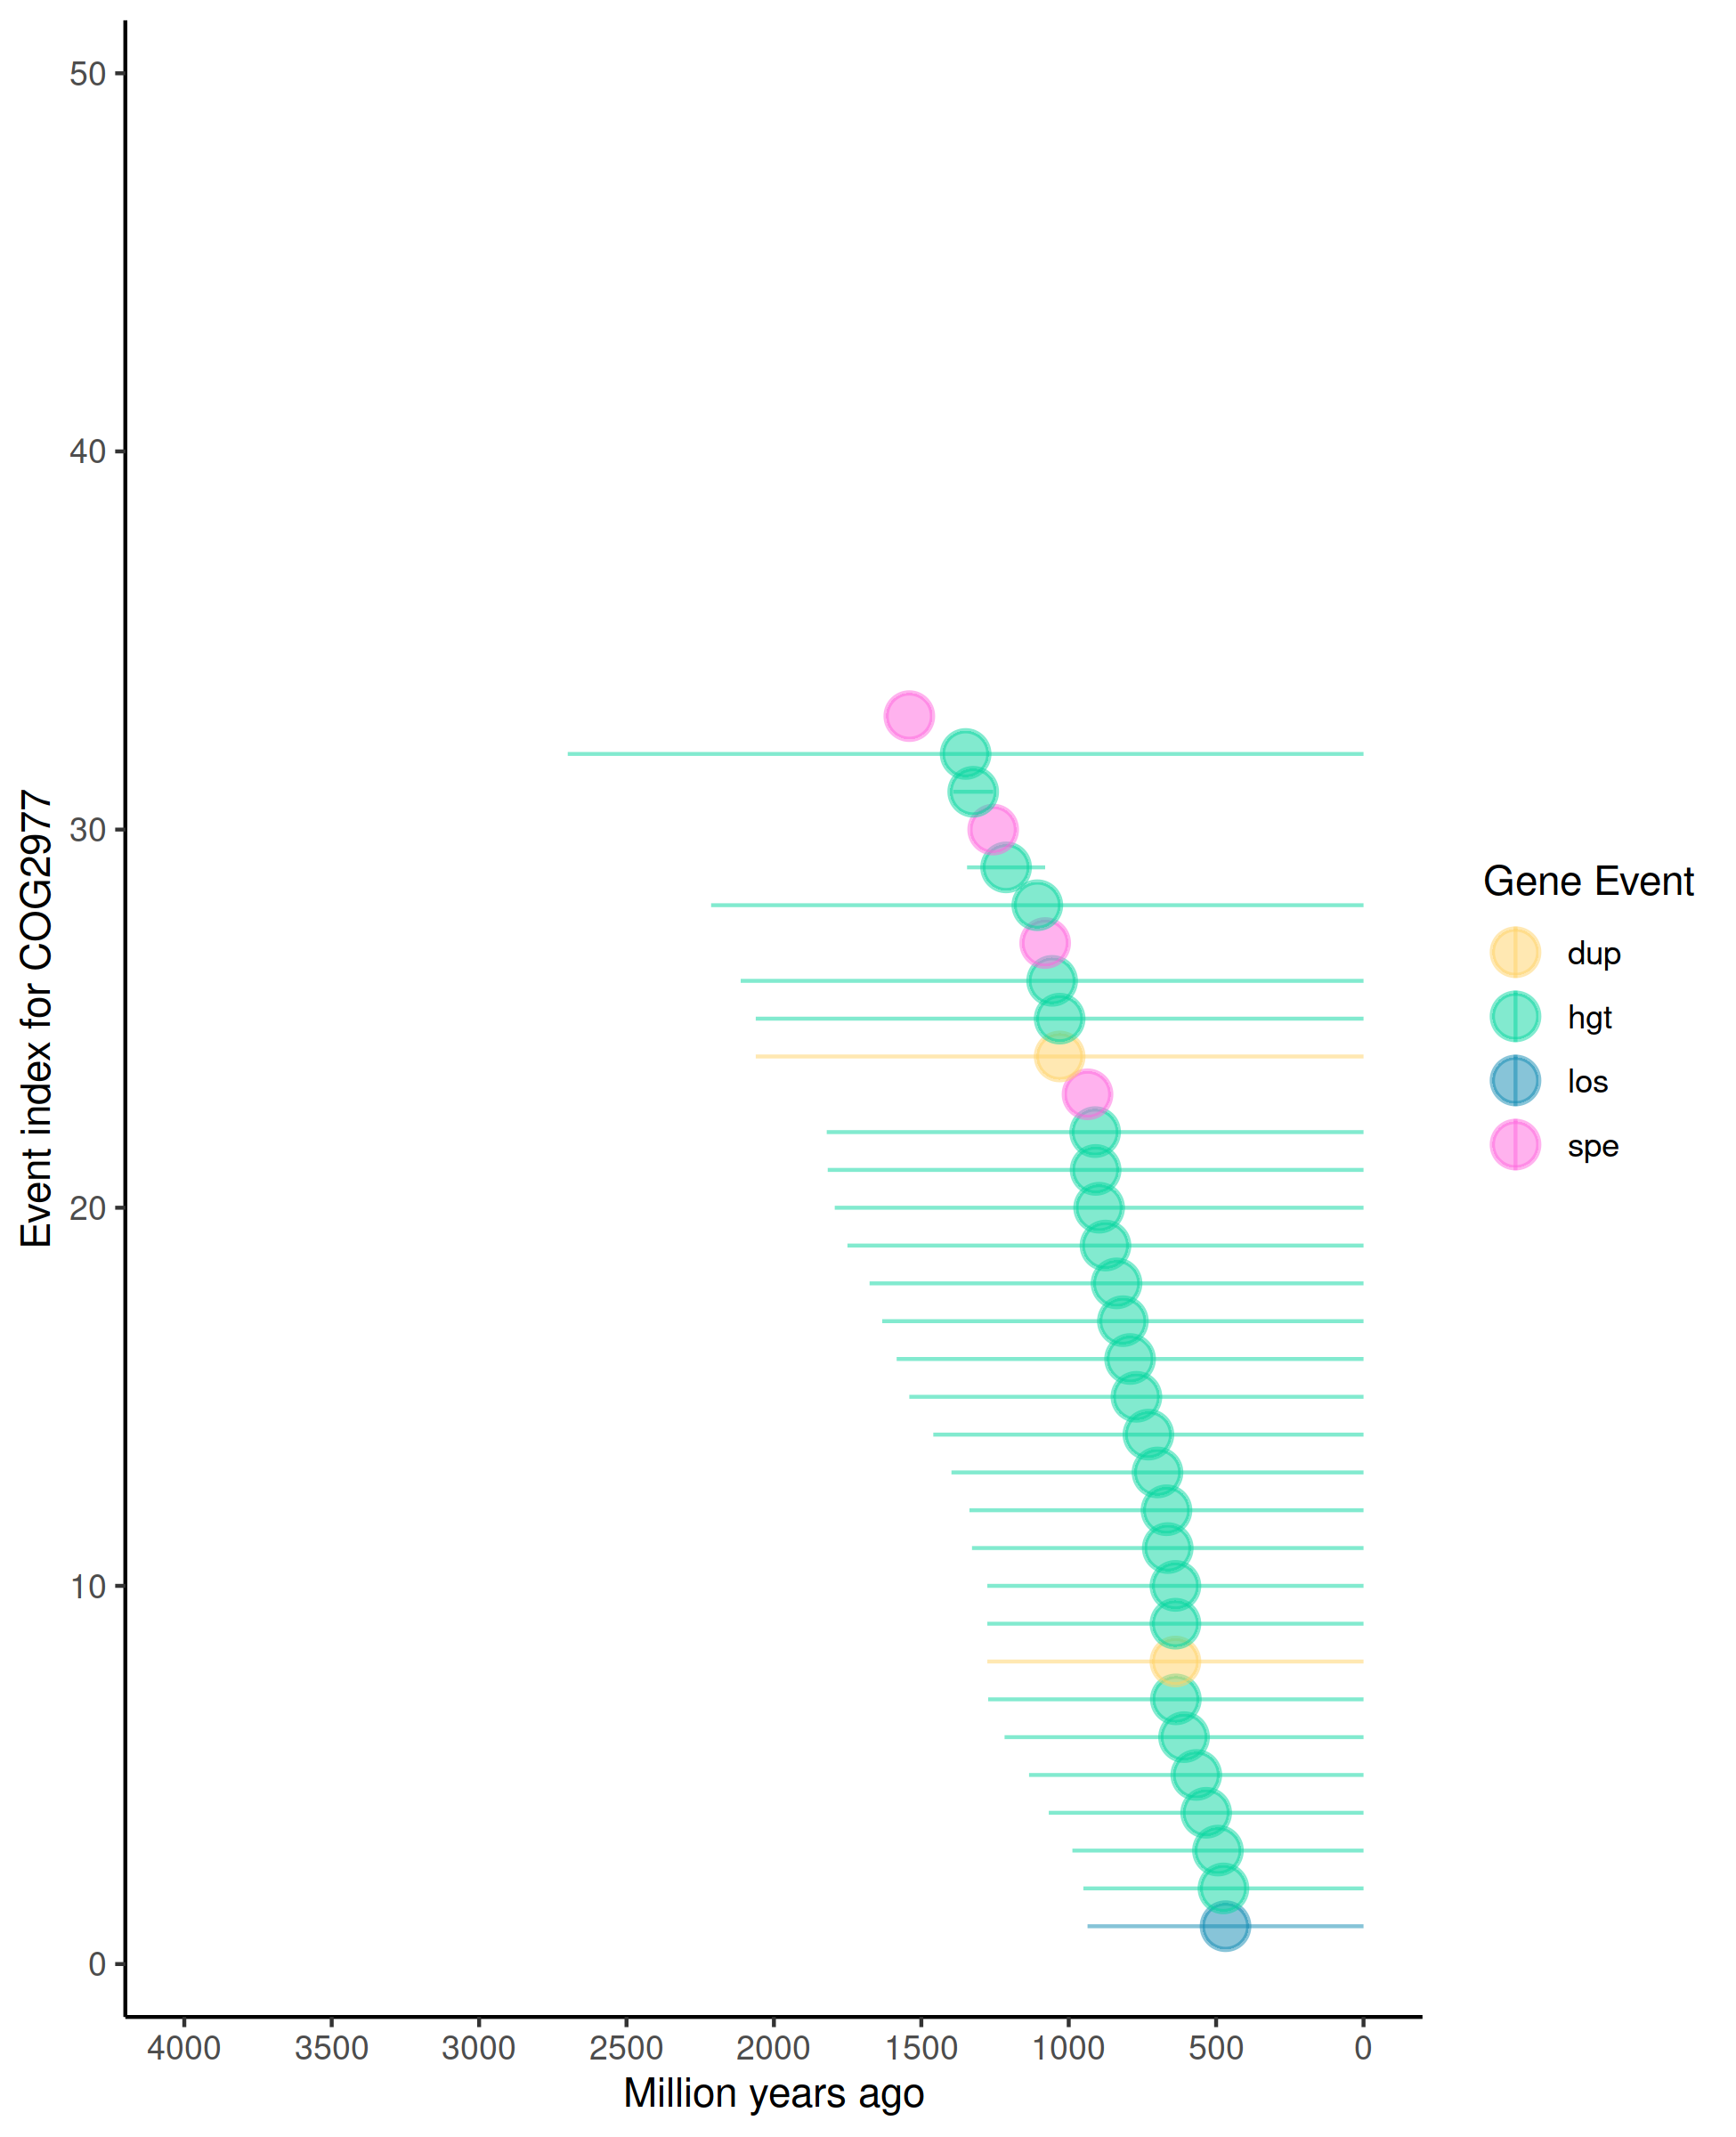 50
40
30
20
10
0
Event index for COG2977
4000 3500 3000 2500 2000 1500 1000 500 0
Million years ago
Gene Event
dup
hgt
los
spe